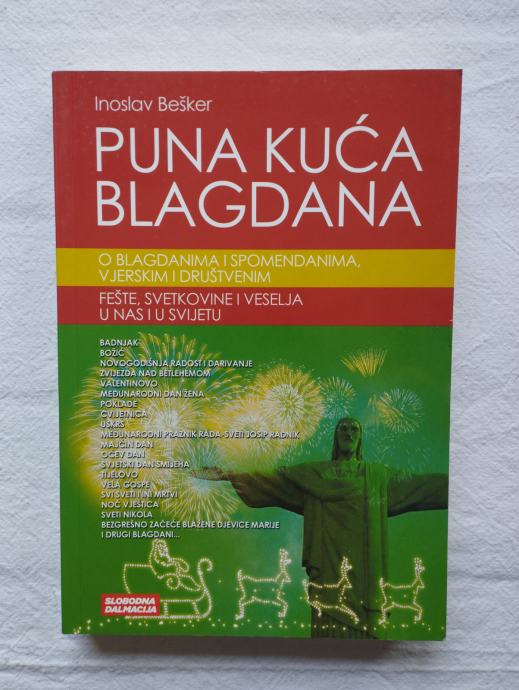 Inoslav Bešker
PUNA KUĆA
BLAGDANA
O BLAGDANIMA I SPOMENDANIMA,
VJERSKIM I DRUŠTVENIM
FEŠTE, SVETKOVINE I VESELJA
U NAS I U SVIJETU
BADNJAK
BOŽIĆ
NOVOGODIŠNJA RADOST I DARIVANJE
ZVIJEZDA NAD BETLEHEMOM
VALENTINOVO
MEĐUNARODNI DAN ŽENA
POKLADE
CVIJETNICA
USKRS
MEĐUNARODNI PRAZNIK RADA SVETI JOSIP RADNIK
MAJČIN DAN
OČEV DAN
SVJETSKI DAN SMIJEHA
TIJELOVO
VELA GOSPE
SVI SVETI I INI MRTVI
NOĆ VJEŠTICA
SVETI NIKOLA
BEZGREŠNO ZAČEĆE BLAŽENE DJEVICE MARIJE
I DRUGI BLAGDANI...
SLOBODNA
DALMACIJA